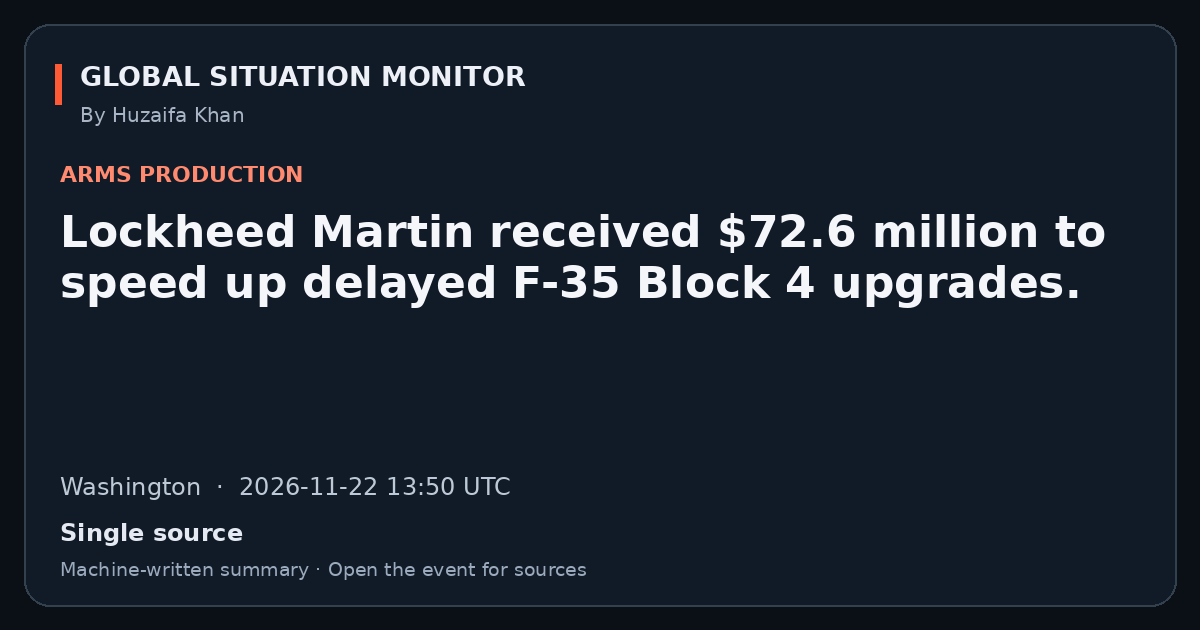 GLOBAL SITUATION MONITOR
By Huzaifa Khan
ARMS PRODUCTION
Lockheed Martin received $72.6 million to
speed up delayed F-35 Block 4 upgrades.
Washington · 2026-11-22 13:50 UTC
Single source
Machine-written summary · Open the event for sources